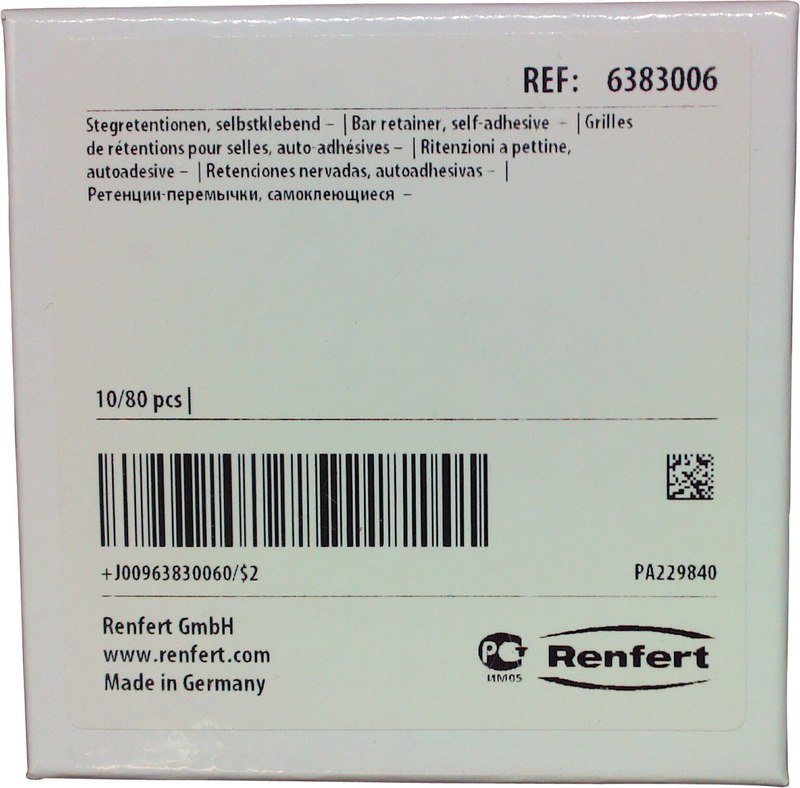 REF: 6383006
Stegretentionen, selbstklebend – | Bar retainer, self-adhesive – | Grilles
de rétentions pour selles, auto-adhésives – | Ritenzioni a pettine,
autoadesive – | Retenciones nervadas, autoadhesivas – |
Ретенции-перемычки, самоклеющиеся –
10/80 pcs |
+J00963830060/$2
PA229840
Renfert GmbH
www.renfert.com
Made in Germany
РСТ
ИМ05
Renfert